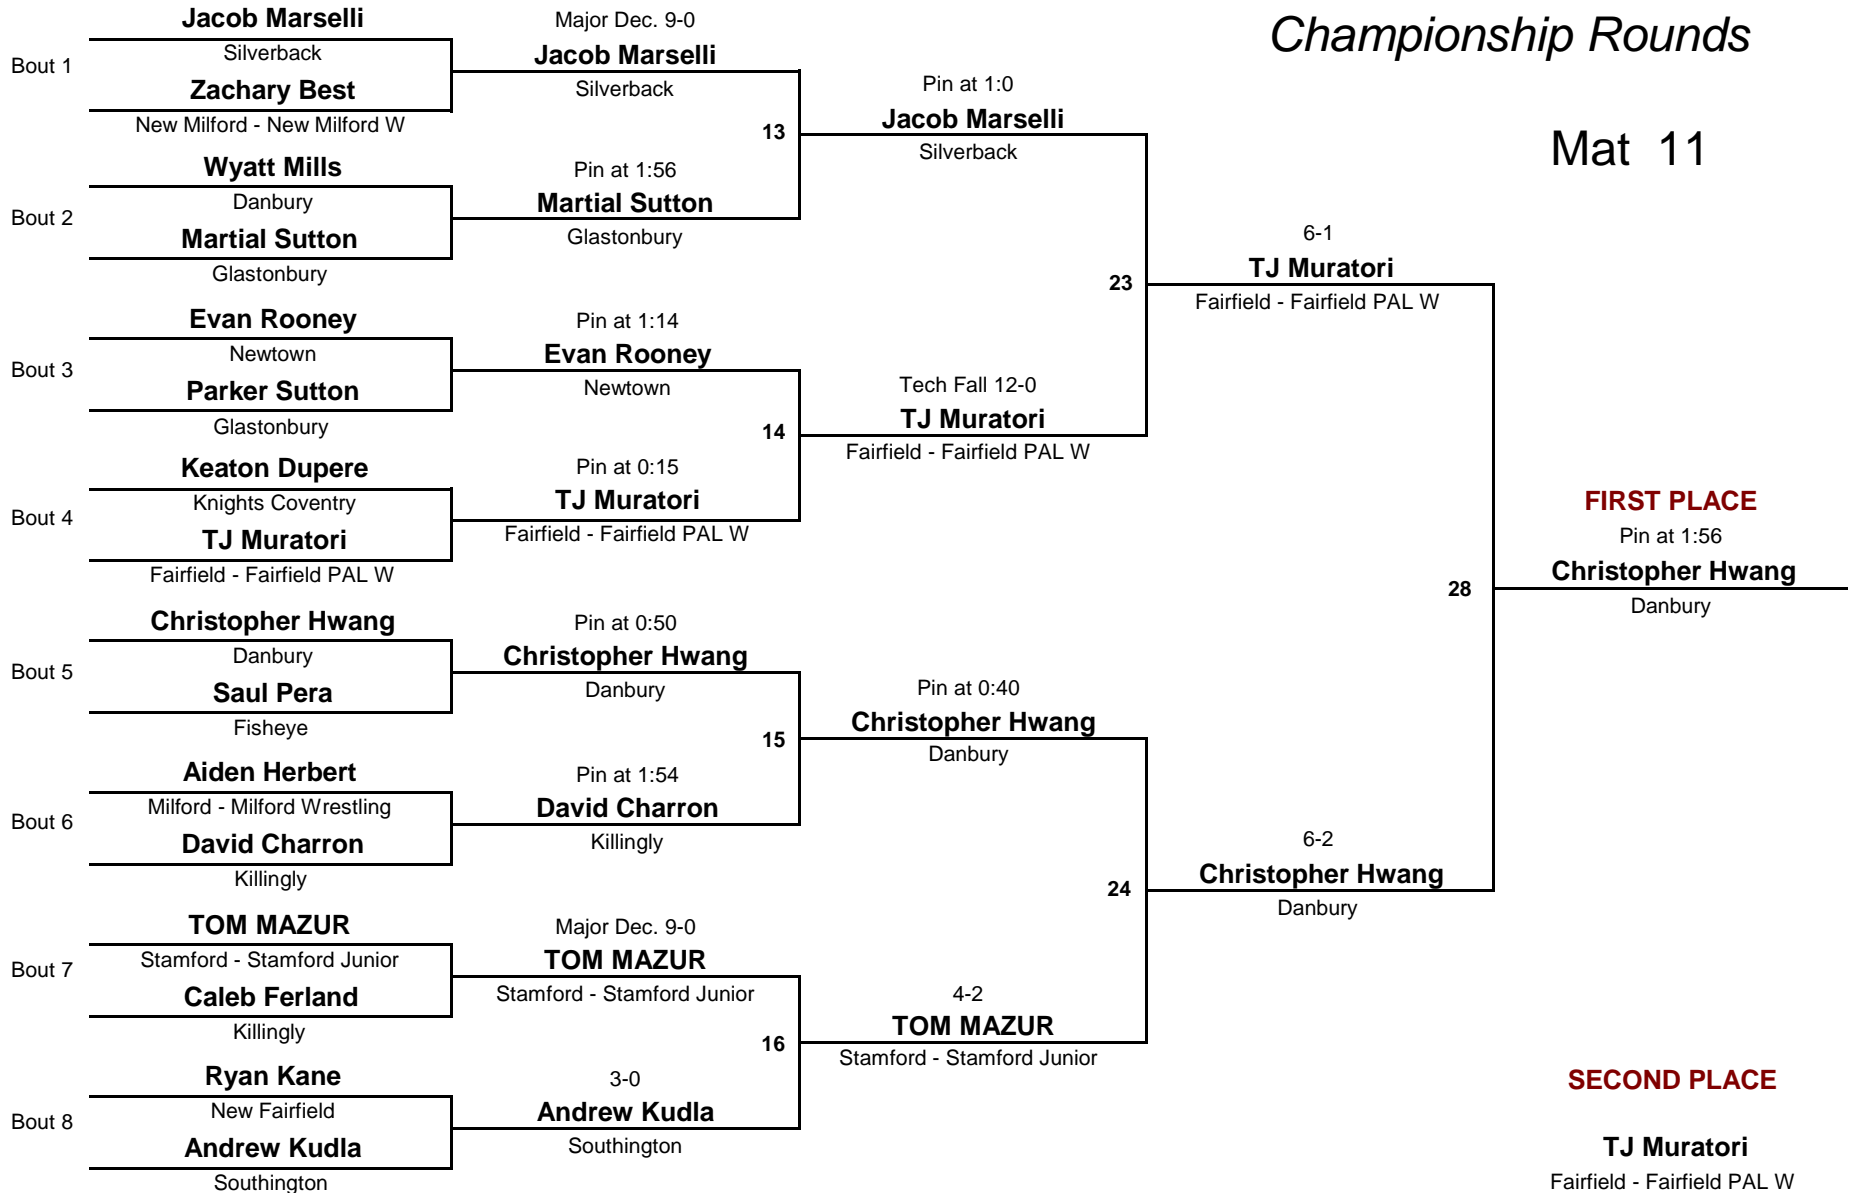 Championship Rounds
Mat 11
Bout 1
Jacob Marselli
Silverback
Zachary Best
New Milford - New Milford W
Bout 2
Wyatt Mills
Danbury
Martial Sutton
Glastonbury
Bout 3
Evan Rooney
Newtown
Parker Sutton
Glastonbury
Bout 4
Keaton Dupere
Knights Coventry
TJ Muratori
Fairfield - Fairfield PAL W
Bout 5
Christopher Hwang
Danbury
Saul Pera
Fisheye
Bout 6
Aiden Herbert
Milford - Milford Wrestling
David Charron
Killingly
Bout 7
TOM MAZUR
Stamford - Stamford Junior
Caleb Ferland
Killingly
Bout 8
Ryan Kane
New Fairfield
Andrew Kudla
Southington
Major Dec. 9-0
Jacob Marselli
Silverback
13
Pin at 1:56
Martial Sutton
Glastonbury
Pin at 1:14
Evan Rooney
Newtown
14
Pin at 0:15
TJ Muratori
Fairfield - Fairfield PAL W
Pin at 0:50
Christopher Hwang
Danbury
15
Pin at 1:54
David Charron
Killingly
Major Dec. 9-0
TOM MAZUR
Stamford - Stamford Junior
16
3-0
Andrew Kudla
Southington
Pin at 1:0
Jacob Marselli
Silverback
23
Tech Fall 12-0
TJ Muratori
Fairfield - Fairfield PAL W
Pin at 0:40
Christopher Hwang
Danbury
24
4-2
TOM MAZUR
Stamford - Stamford Junior
6-1
TJ Muratori
Fairfield - Fairfield PAL W
28
6-2
Christopher Hwang
Danbury
FIRST PLACE
Pin at 1:56
Christopher Hwang
Danbury
SECOND PLACE
TJ Muratori
Fairfield - Fairfield PAL W